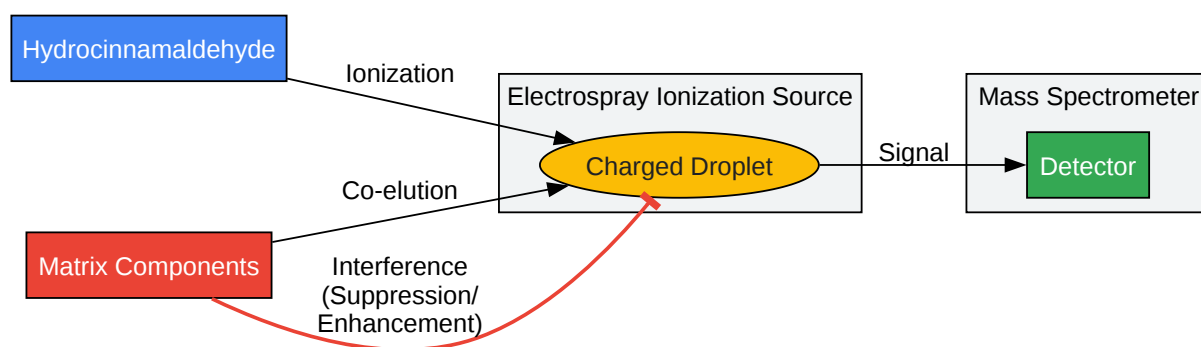 Hydrocinnamaldehyde
Ionization
Electrospray Ionization Source
Mass Spectrometer
Charged Droplet
Signal
Detector
Co-elution
Matrix Components
Interference
(Suppression/
Enhancement)